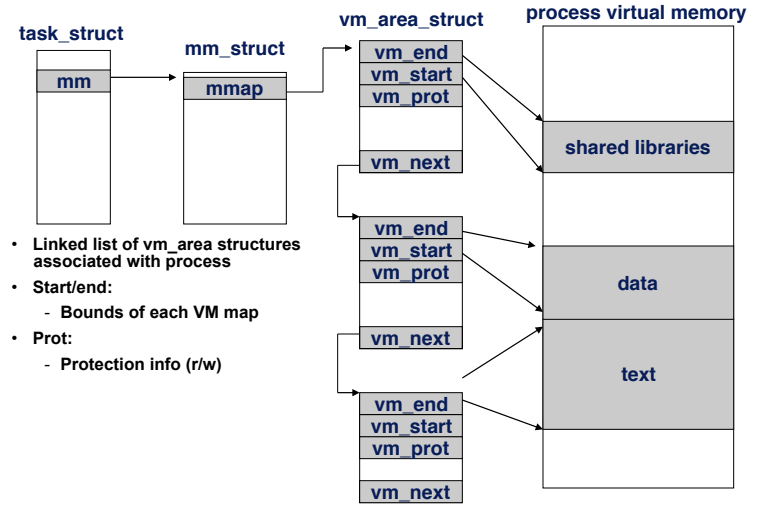 task_struct
mm
mm_struct
mmap
vm_area_struct
vm_end
vm_start
vm_prot
vm_next
vm_end
vm_start
vm_prot
vm_next
vm_end
vm_start
vm_prot
vm_next
process virtual memory
shared libraries
data
text
• Linked list of vm_area structures
associated with process
• Start/end:
- Bounds of each VM map
• Prot:
- Protection info (r/w)